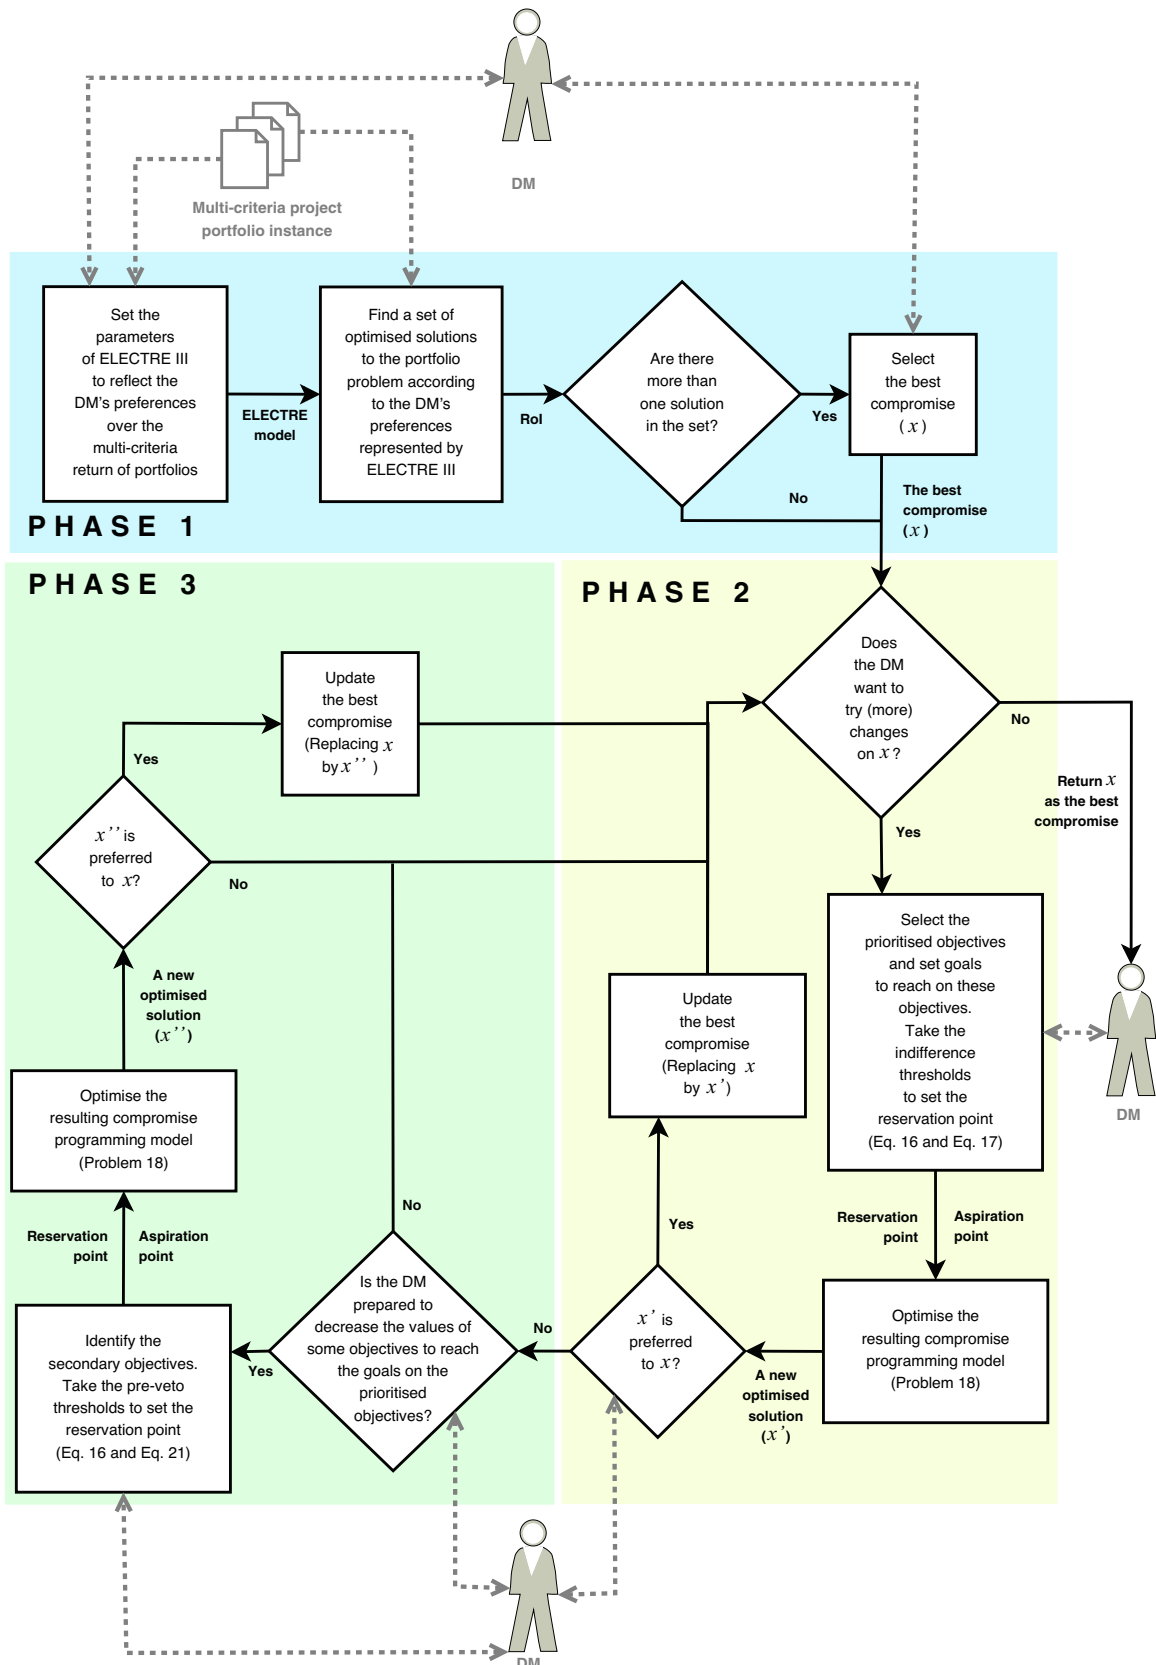 DM
Multi-criteria project
portfolio instance
Set the
parameters
of ELECTRE III
to reflect the
DM's preferences
over the
multi-criteria
return of portfolios
ELECTRE
model
Find a set of
optimised solutions
to the portfolio
problem according
to the DM's
preferences
represented by
ELECTRE III
RoI
Are there
more than
one solution
in the set?
Yes
No
Select
the best
compromise
(x)
The best
compromise
(x)
PHASE 1
PHASE 3
PHASE 2
Does
the DM
want to
try (more)
changes
on x?
No
Return x
as the best
compromise
Yes
Update
the best
compromise
(Replacing x
by x'')
Yes
x'' is
preferred
to x?
No
A new
optimised
solution
(x'')
Optimise the
resulting compromise
programming model
(Problem 18)
Reservation
point
Aspiration
point
Identify the
secondary objectives.
Take the pre-veto
thresholds to set the
reservation point
(Eq. 16 and Eq. 21)
Yes
No
Is the DM
prepared to
decrease the values of
some objectives to reach
the goals on the
prioritised
objectives?
No
x' is
preferred
to x?
Yes
Update
the best
compromise
(Replacing x
by x')
Select the
prioritised objectives
and set goals
to reach on these
objectives.
Take the
indifference
thresholds
to set the
reservation point
(Eq. 16 and Eq. 17)
DM
Reservation
point
Aspiration
point
Optimise the
resulting compromise
programming model
(Problem 18)
A new
optimised
solution
(x')
DM